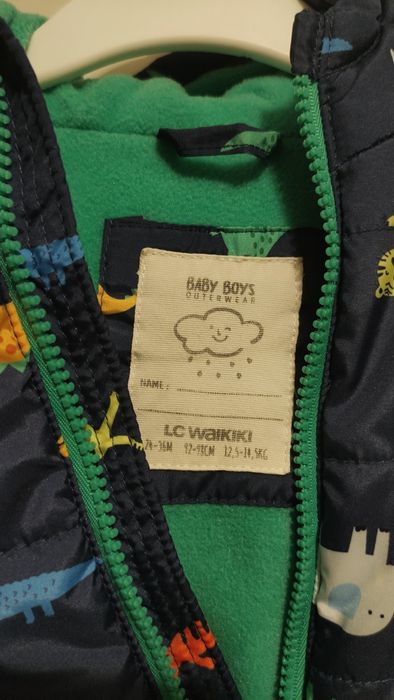 BABY BOYS
OUTERWEAR
NAME:
LC WAIKIKI
24-36M 92-98CM 12,5-14,5KG